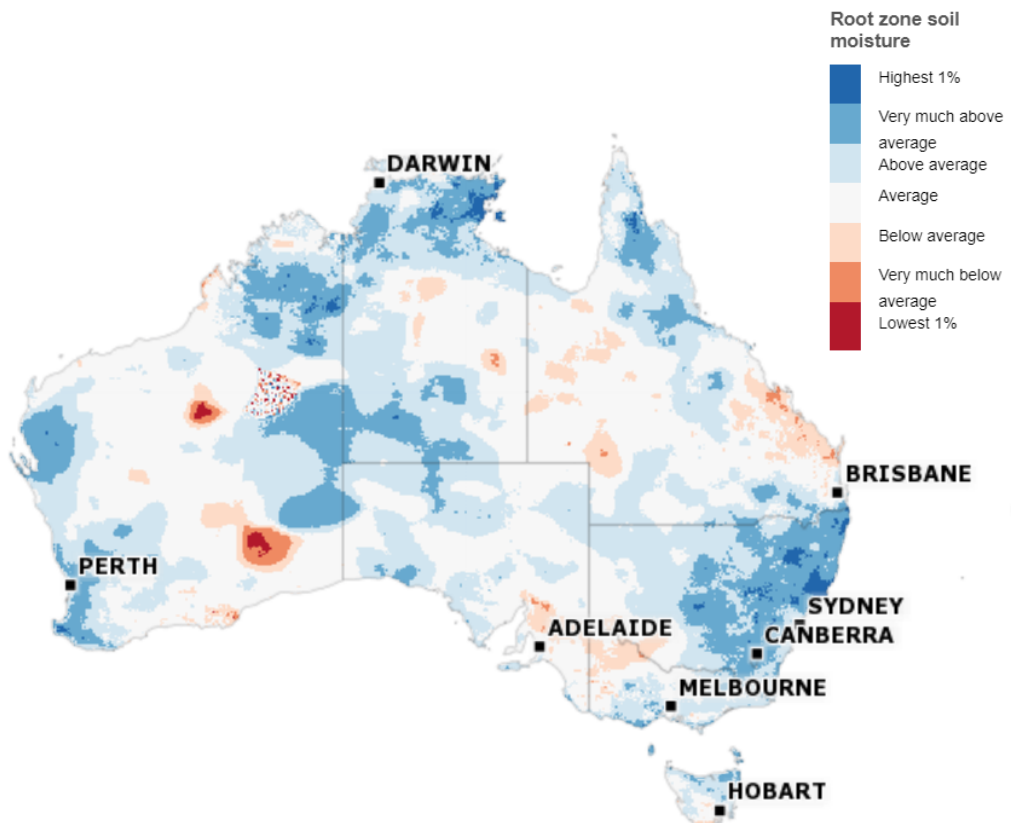 Root zone soil
moisture
Highest 1%
Very much above
average
Above average
Average
Below average
Very much below
average
Lowest 1%
DARWIN
BRISBANE
PERTH
SYDNEY
ADELAIDE
CANBERRA
MELBOURNE
HOBART